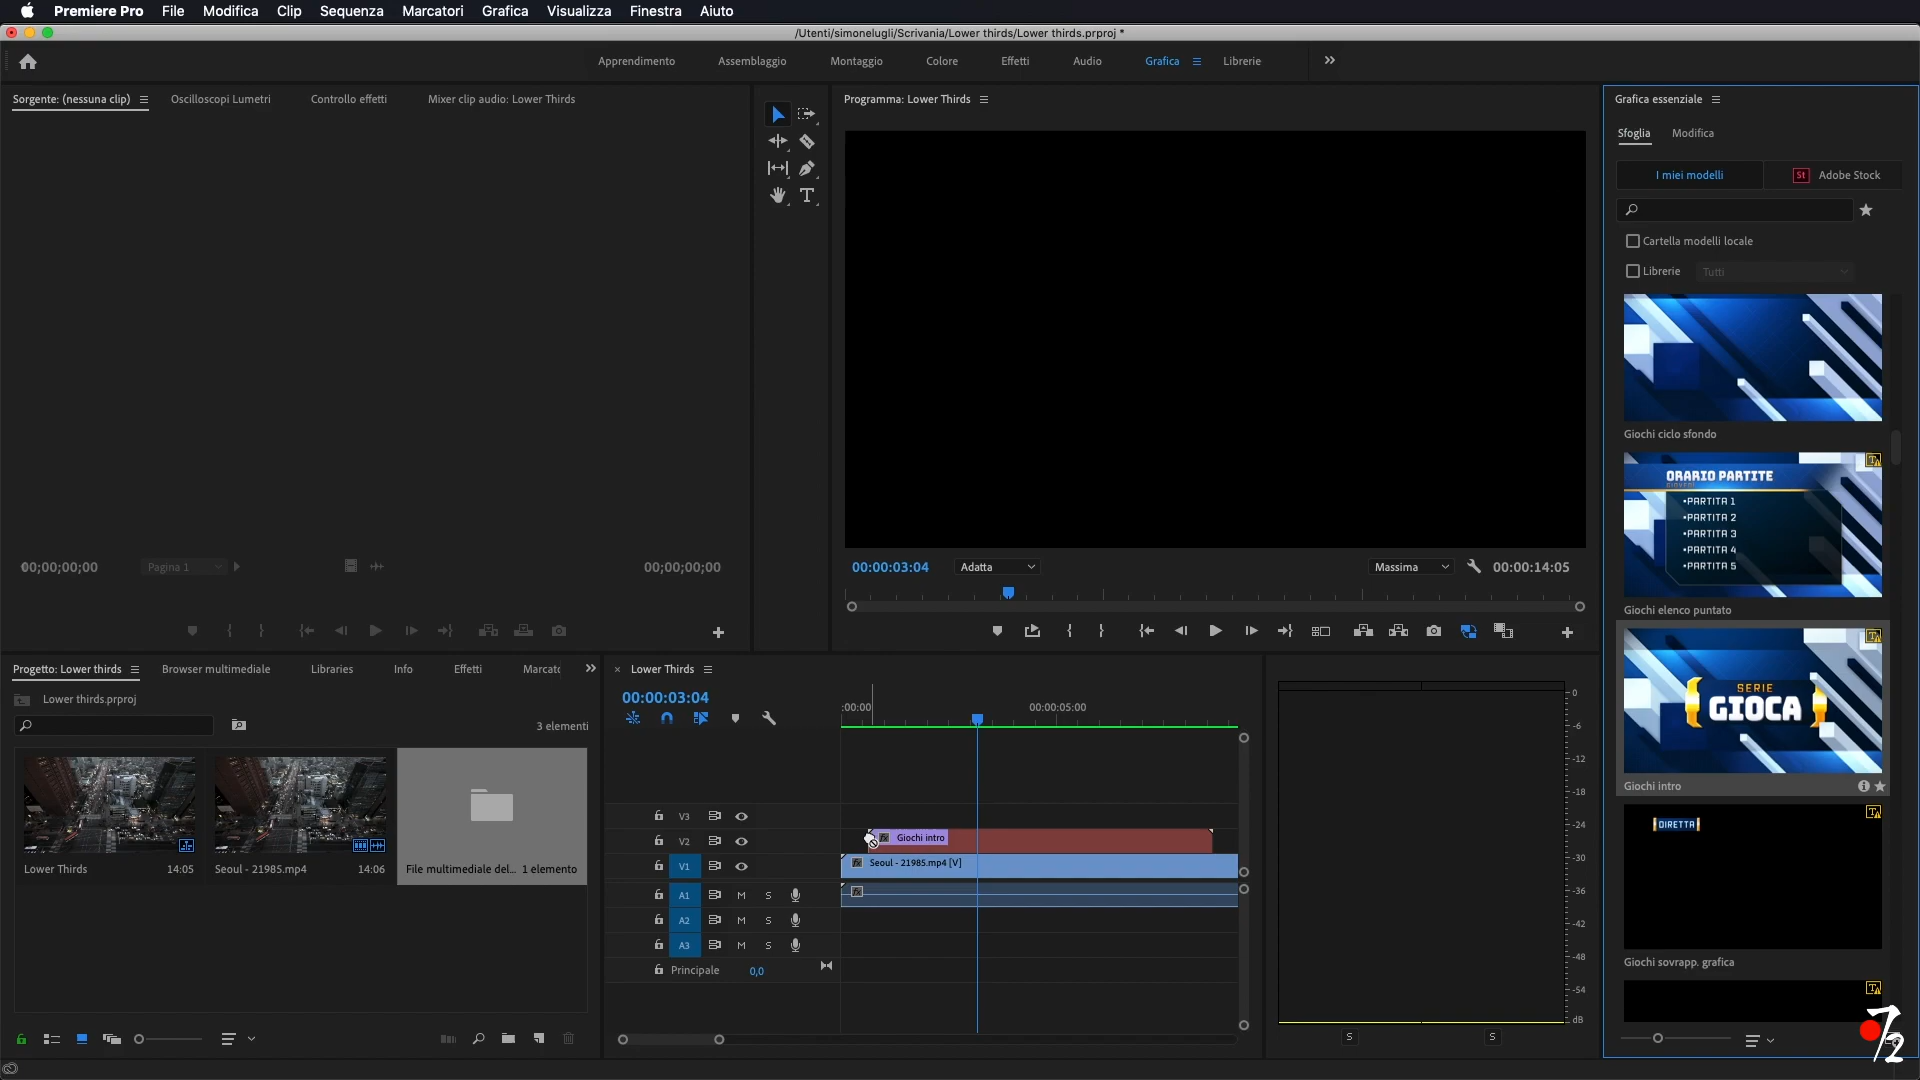 Premiere Pro File Modifica Clip Sequenza Marcatori Grafica Visualizza Finestra Aiuto
/Utenti/simonelugli/Scrivania/Lower thirds/Lower thirds.prproj *
Apprendimento Assemblaggio Montaggio Colore Effetti Audio Grafica Librerie
Sorgente: (nessuna clip) Oscilloscopi Lumetri Controllo effetti Mixer clip audio: Lower Thirds
Programma: Lower Thirds
Grafica essenziale
Sfoglia Modifica
I miei modelli St Adobe Stock
Cartella modelli locale
Librerie Tutti
Giochi ciclo sfondo
ORARIO PARTITE
•PARTITA 1
•PARTITA 2
•PARTITA 3
•PARTITA 4
•PARTITA 5
Giochi elenco puntato
SERIE
GIOCA
Giochi intro
DIRETTA
Giochi sovrapp. grafica
00;00;00;00 Pagina 1 00;00;00;00
00:00:03:04 Adatta Massima 00:00:14:05
Progetto: Lower thirds Browser multimediale Libraries Info Effetti Marcatc
Lower thirds.prproj
3 elementi
Lower Thirds 14:05
Seoul - 21985.mp4 14:06
File multimediale del... 1 elemento
Lower Thirds
00:00:03:04
:00:00 00:00:05:00
V3
V2 Giochi intro
V1 Seoul - 21985.mp4 [V]
A1 M S
A2 M S
A3 M S
Principale 0,0
0
-6
-12
-18
-24
-30
-36
-42
-48
-54
dB
S S
7/2